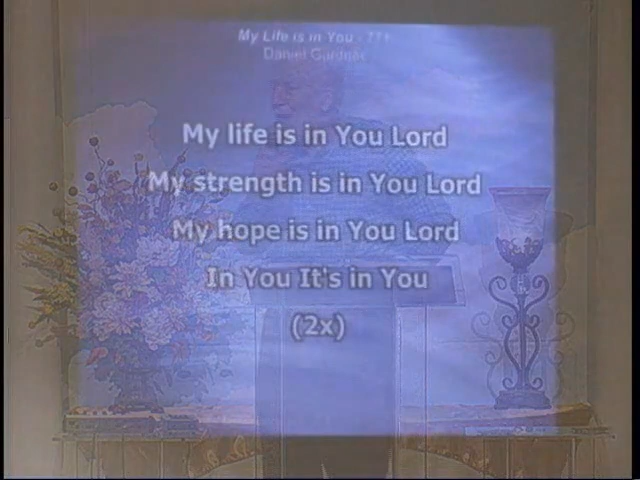 My Life is in You
Daniel Gardner
My life is in You Lord
My strength is in You Lord
My hope is in You Lord
In You It's in You
(2x)